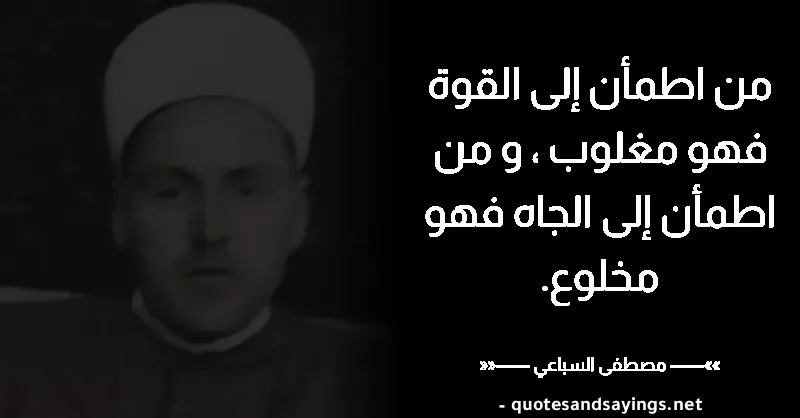 من اطمأن إلى القوة
فهو مغلوب ، و من
اطمأن إلى الجاه فهو
مخلوع.
»»—— مصطفى السباعي ——««
- quotesandsayings.net